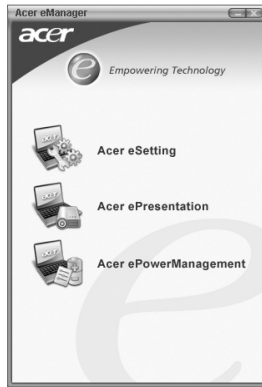 Acer eManager
acer
e Empowering Technology
Acer eSetting
Acer ePresentation
Acer ePowerManagement